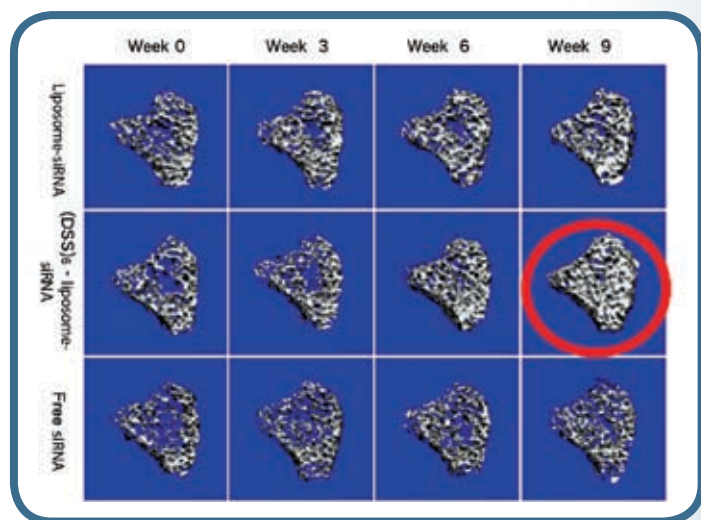 Week 0 Week 3 Week 6 Week 9
Liposome-siRNA
(DSS)6 - liposome-
siRNA
Free siRNA